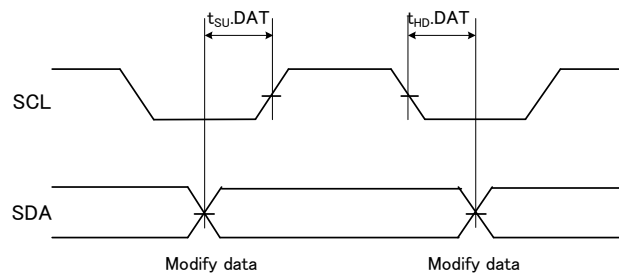 tSU.DAT tHD.DAT
SCL
SDA
Modify data Modify data